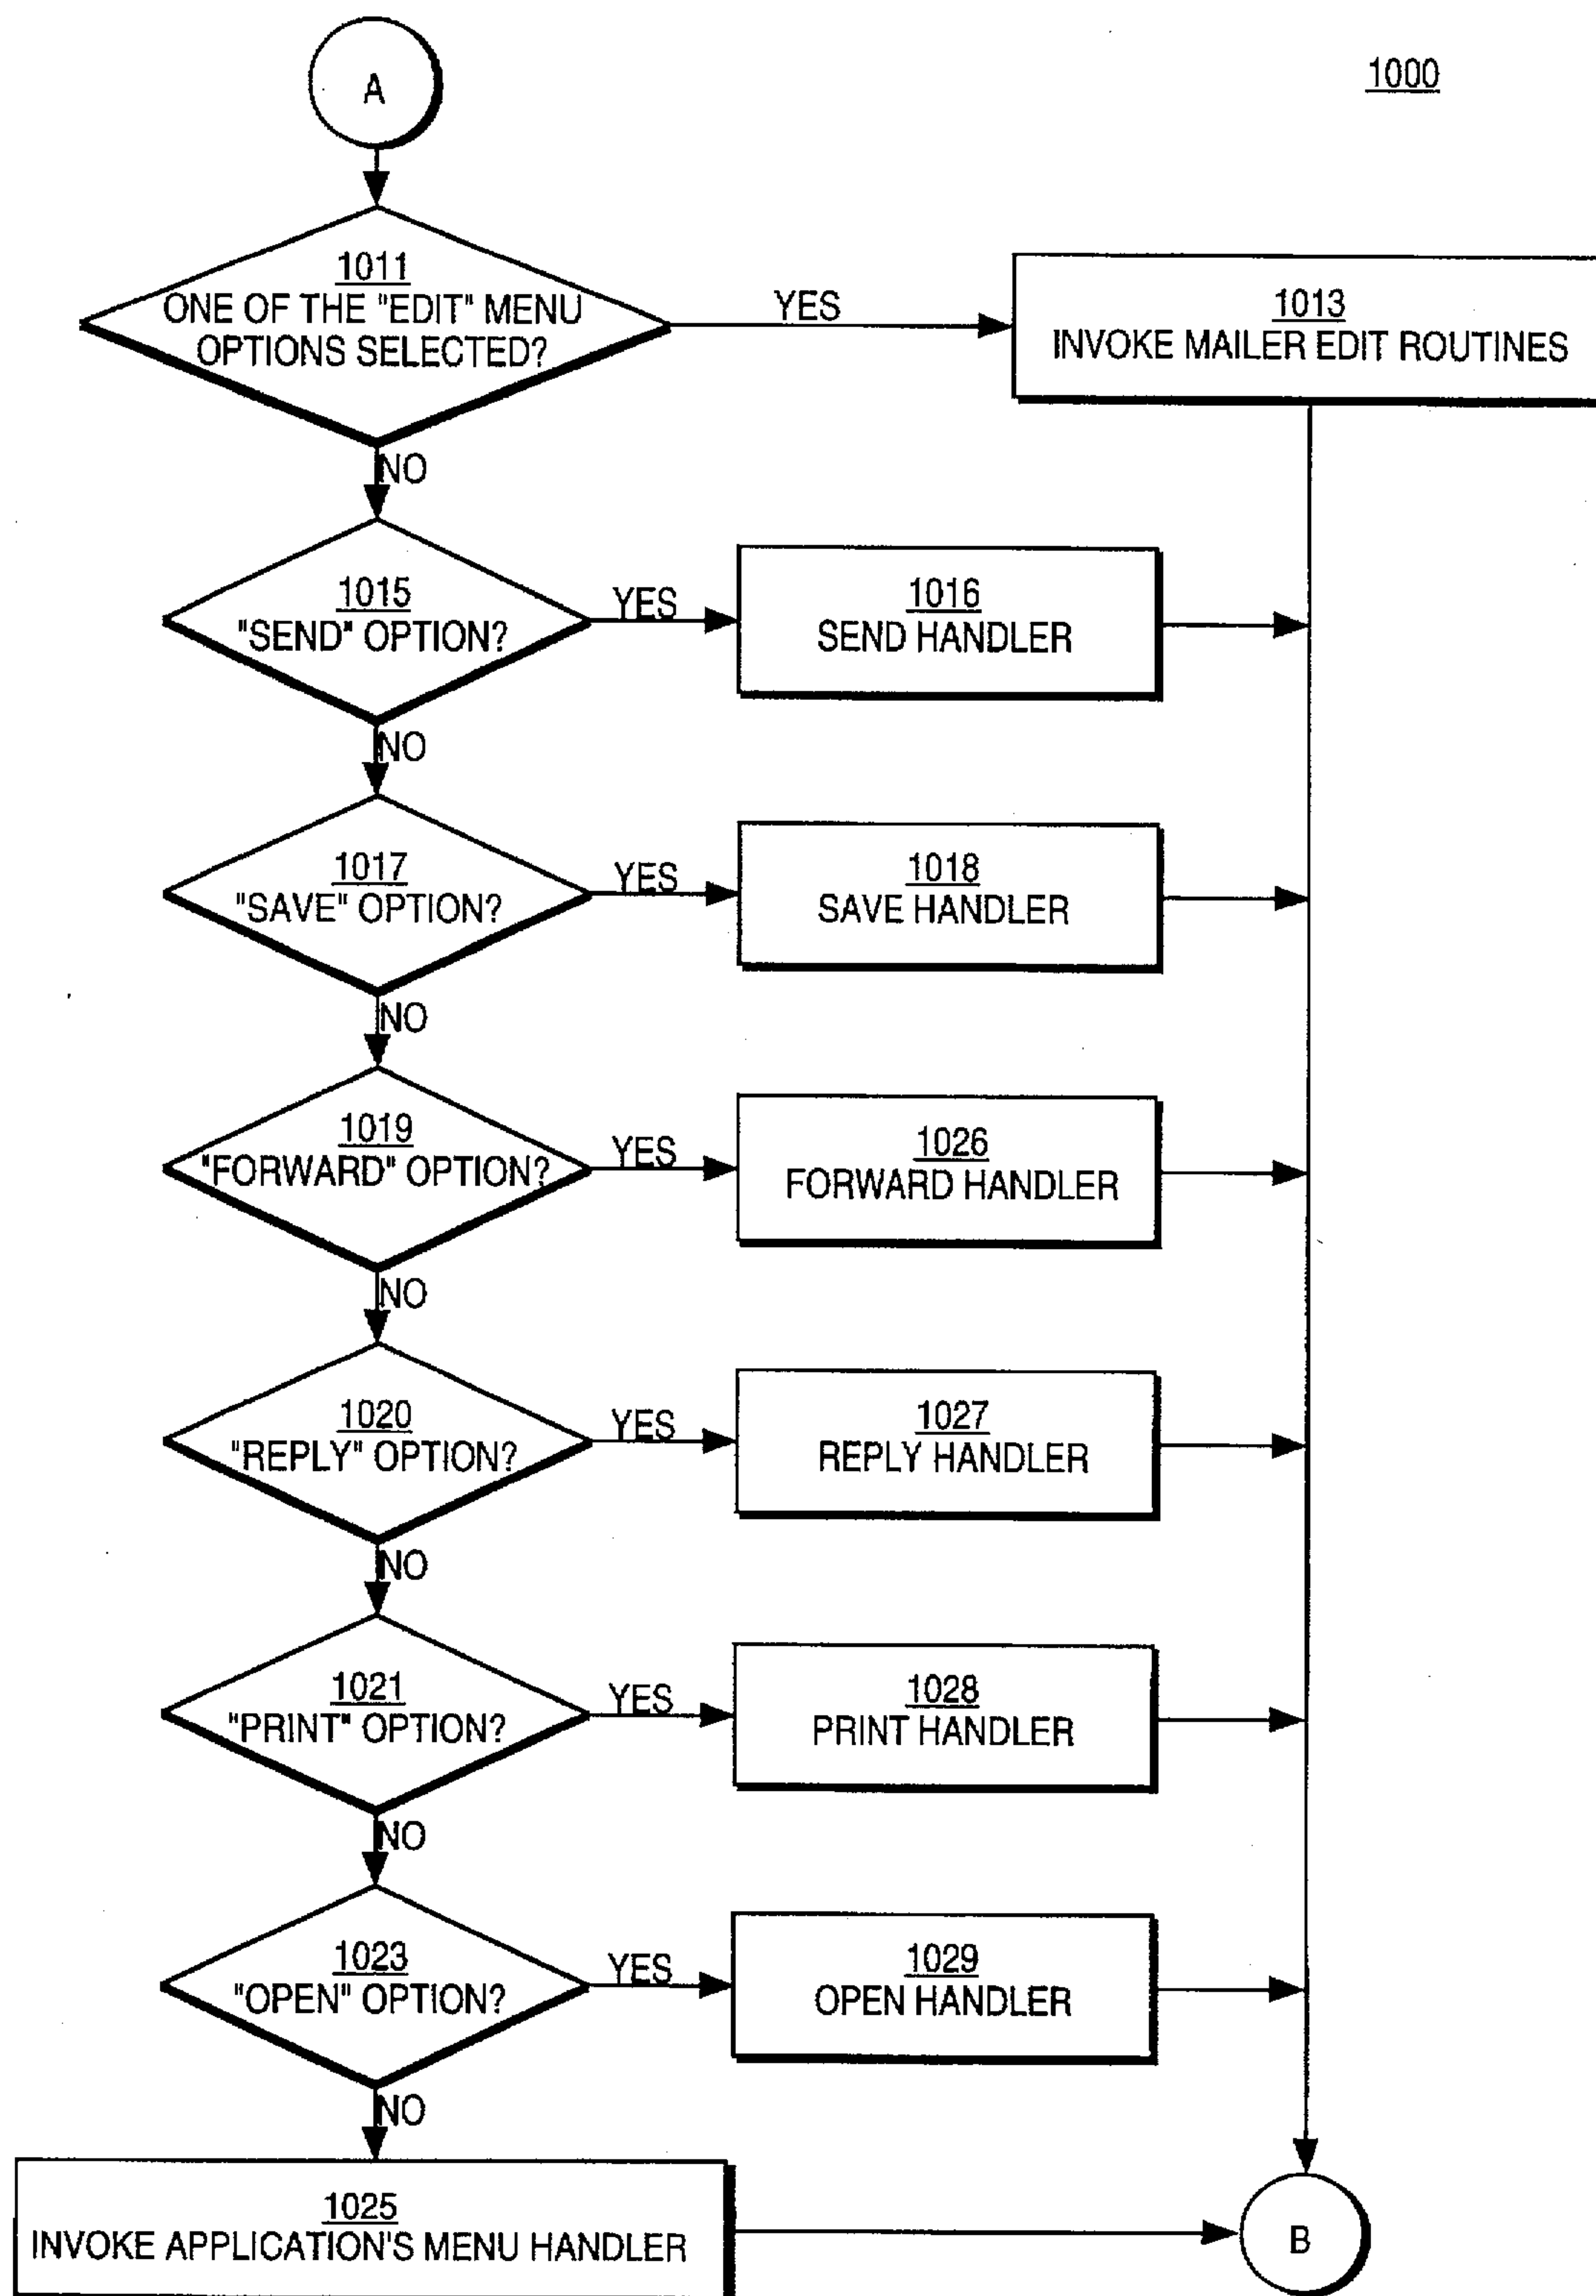 A
1000
1011
ONE OF THE "EDIT" MENU
OPTIONS SELECTED?
YES
1013
INVOKE MAILER EDIT ROUTINES
NO
1015
"SEND" OPTION?
YES
1016
SEND HANDLER
NO
1017
"SAVE" OPTION?
YES
1018
SAVE HANDLER
NO
1019
"FORWARD" OPTION?
YES
1026
FORWARD HANDLER
NO
1020
"REPLY" OPTION?
YES
1027
REPLY HANDLER
NO
1021
"PRINT" OPTION?
YES
1028
PRINT HANDLER
NO
1023
"OPEN" OPTION?
YES
1029
OPEN HANDLER
NO
1025
INVOKE APPLICATION'S MENU HANDLER
B